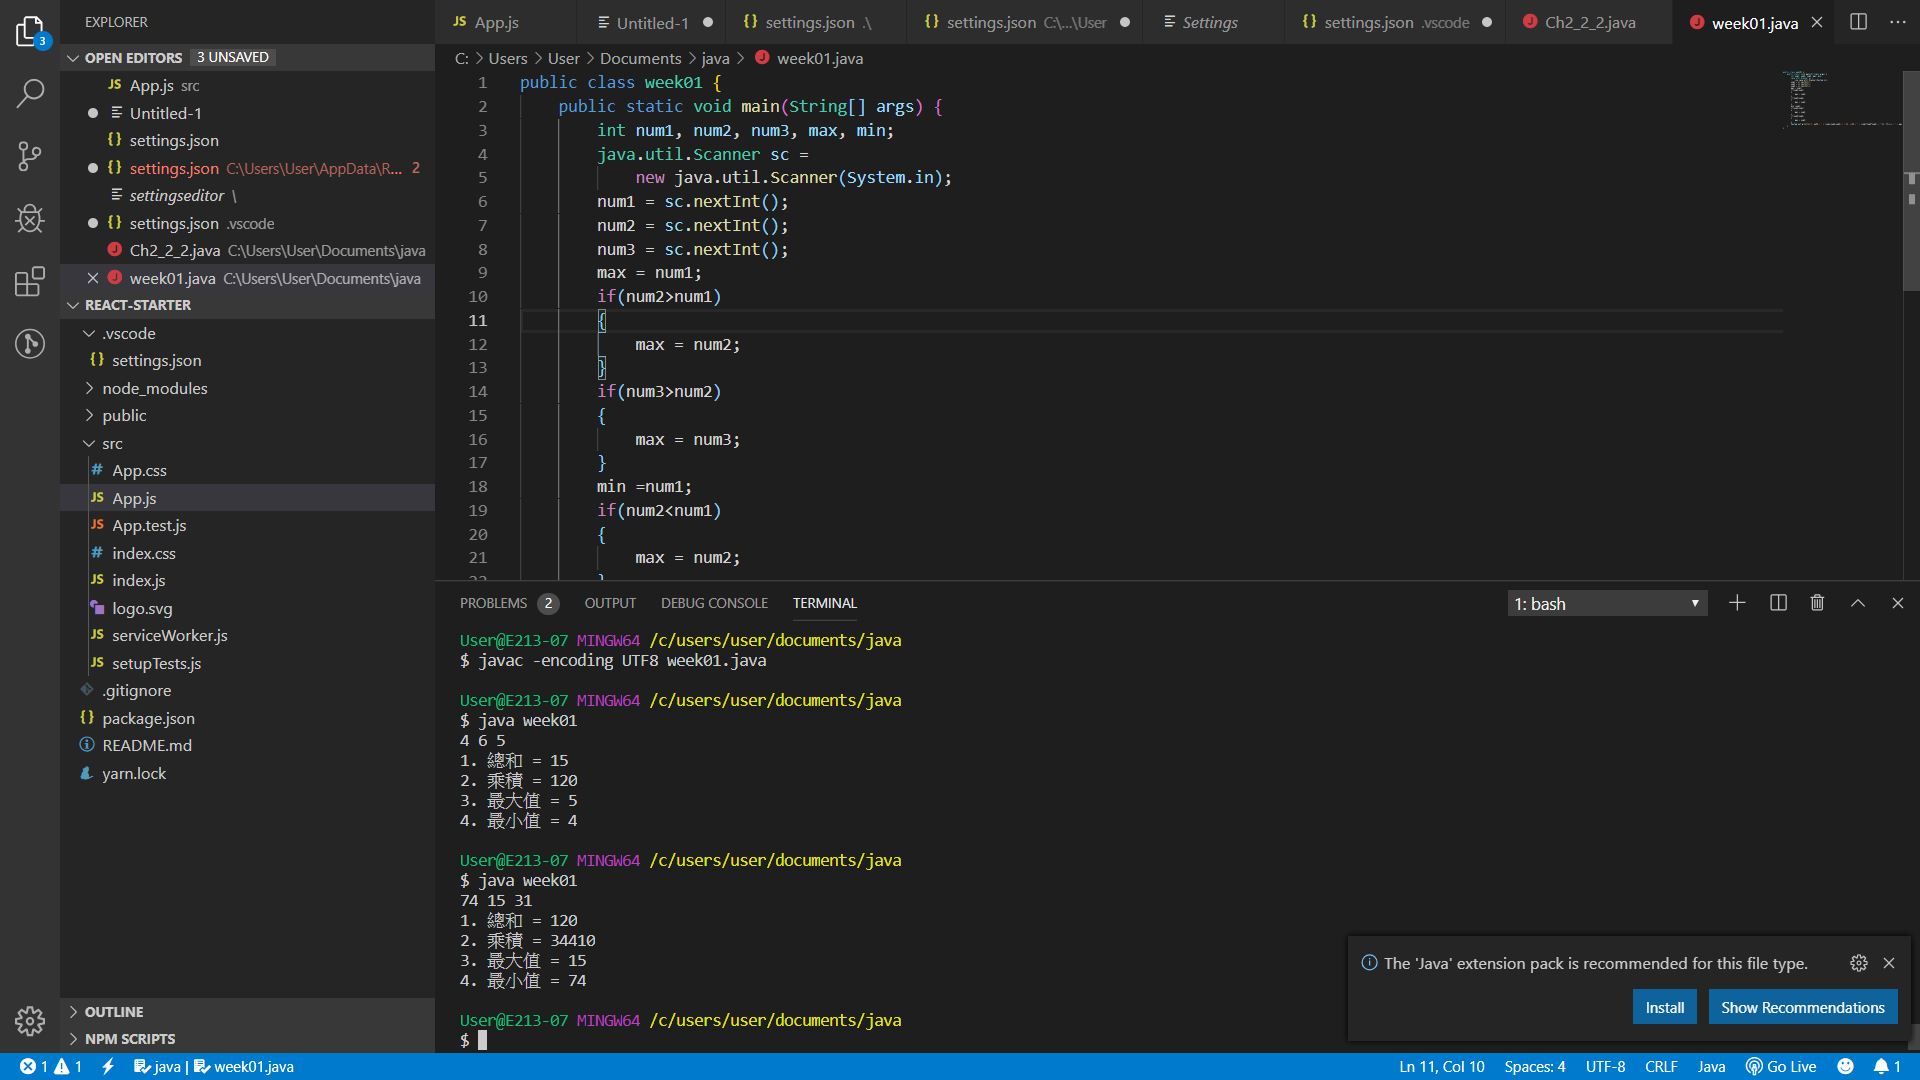 EXPLORER
3
OPEN EDITORS 3 UNSAVED
JS App.js src
Untitled-1
{} settings.json
{} settings.json C:\Users\User\AppData\R... 2
settingseditor \
{} settings.json .vscode
J Ch2_2_2.java C:\Users\User\Documents\java
J week01.java C:\Users\User\Documents\java
REACT-STARTER
.vscode
{} settings.json
node_modules
public
src
# App.css
JS App.js
JS App.test.js
# index.css
JS index.js
logo.svg
JS serviceWorker.js
JS setupTests.js
.gitignore
{} package.json
README.md
yarn.lock
OUTLINE
NPM SCRIPTS
JS App.js
Untitled-1
{} settings.json .\
{} settings.json C:\...\User
Settings
{} settings.json .vscode
J Ch2_2_2.java
J week01.java
C: > Users > User > Documents > java > J week01.java
1 public class week01 {
2 public static void main(String[] args) {
3 int num1, num2, num3, max, min;
4 java.util.Scanner sc =
5 new java.util.Scanner(System.in);
6 num1 = sc.nextInt();
7 num2 = sc.nextInt();
8 num3 = sc.nextInt();
9 max = num1;
10 if(num2>num1)
11 {
12 max = num2;
13 }
14 if(num3>num2)
15 {
16 max = num3;
17 }
18 min =num1;
19 if(num2<num1)
20 {
21 max = num2;
22 }
PROBLEMS 2 OUTPUT DEBUG CONSOLE TERMINAL
1: bash
User@E213-07 MINGW64 /c/users/user/documents/java
$ javac -encoding UTF8 week01.java
User@E213-07 MINGW64 /c/users/user/documents/java
$ java week01
4 6 5
1. 總和 = 15
2. 乘積 = 120
3. 最大值 = 5
4. 最小值 = 4
User@E213-07 MINGW64 /c/users/user/documents/java
$ java week01
74 15 31
1. 總和 = 120
2. 乘積 = 34410
3. 最大值 = 15
4. 最小值 = 74
User@E213-07 MINGW64 /c/users/user/documents/java
$
The 'Java' extension pack is recommended for this file type.
Install Show Recommendations
1 1 java | week01.java
Ln 11, Col 10 Spaces: 4 UTF-8 CRLF Java Go Live 1